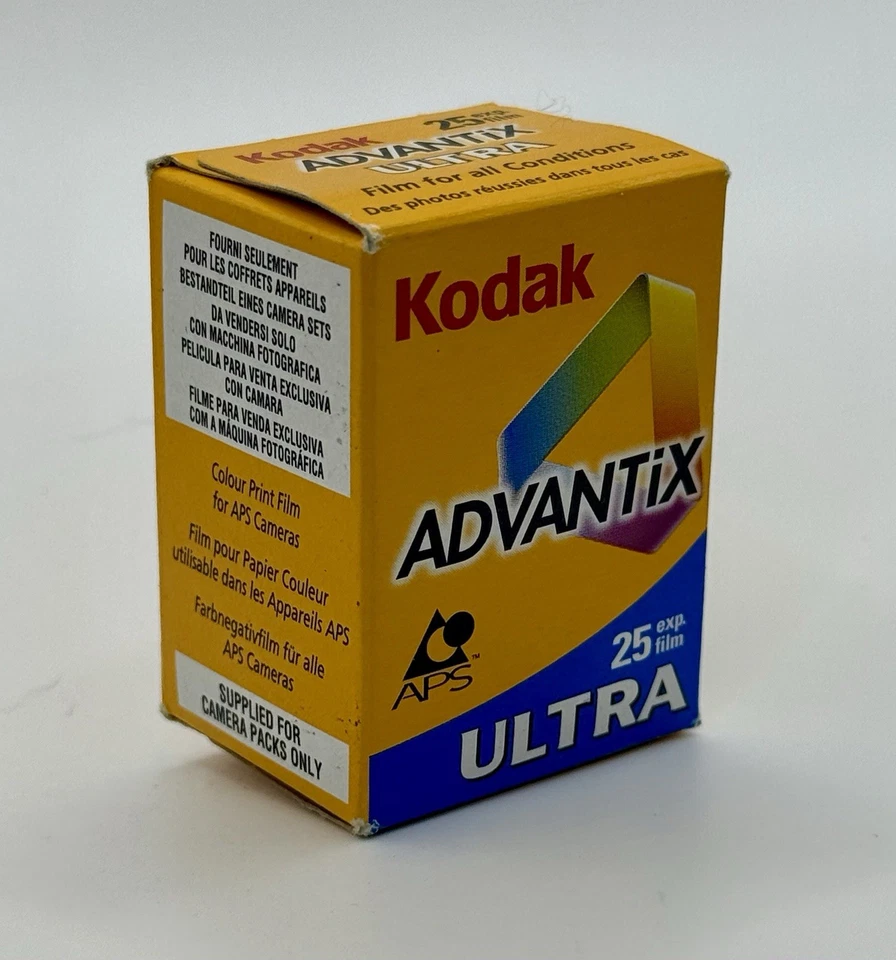 Kodak
25 exp. film
ADVANTiX
ULTRA
Film for all Conditions
Des photos réussies dans tous les cas
FOURNI SEULEMENT
POUR LES COFFRETS APPAREILS
BESTANDTEIL EINES CAMERA SETS
DA VENDERSI SOLO
CON MACCHINA FOTOGRAFICA
PELICULA PARA VENTA EXCLUSIVA
CON CAMARA
FILME PARA VENDA EXCLUSIVA
COM A MÁQUINA FOTOGRÁFICA
Colour Print Film
for APS Cameras
Film pour Papier Couleur
utilisable dans les Appareils APS
Farbnegativfilm für alle
APS Cameras
SUPPLIED FOR
CAMERA PACKS ONLY
Kodak
ADVANTiX
APS™
25 exp. film
ULTRA